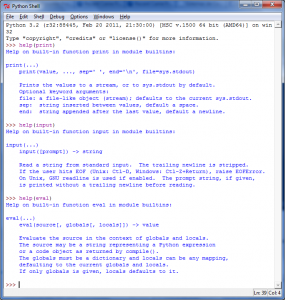 Python Shell
File Edit Shell Debug Options Windows Help
Python 3.2 (r32:88445, Feb 20 2011, 21:30:00) [MSC v.1500 64 bit (AMD64)] on win
32
Type "copyright", "credits" or "license()" for more information.
>>> help(print)
Help on built-in function print in module builtins:
print(...)
print(value, ..., sep=' ', end='\n', file=sys.stdout)
Prints the values to a stream, or to sys.stdout by default.
Optional keyword arguments:
file: a file-like object (stream); defaults to the current sys.stdout.
sep: string inserted between values, default a space.
end: string appended after the last value, default a newline.
>>> help(input)
Help on built-in function input in module builtins:
input(...)
input([prompt]) -> string
Read a string from standard input. The trailing newline is stripped.
If the user hits EOF (Unix: Ctl-D, Windows: Ctl-Z+Return), raise EOFError.
On Unix, GNU readline is used if enabled. The prompt string, if given,
is printed without a trailing newline before reading.
>>> help(eval)
Help on built-in function eval in module builtins:
eval(...)
eval(source[, globals[, locals]]) -> value
Evaluate the source in the context of globals and locals.
The source may be a string representing a Python expression
or a code object as returned by compile().
The globals must be a dictionary and locals can be any mapping,
defaulting to the current globals and locals.
If only globals is given, locals defaults to it.
>>>
Ln: 39 Col: 4